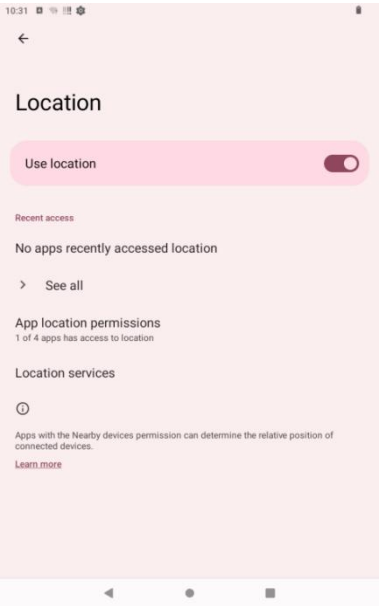 10:31
Location
Use location
Recent access
No apps recently accessed location
See all
App location permissions
1 of 4 apps has access to location
Location services
Apps with the Nearby devices permission can determine the relative position of
connected devices.
Learn more